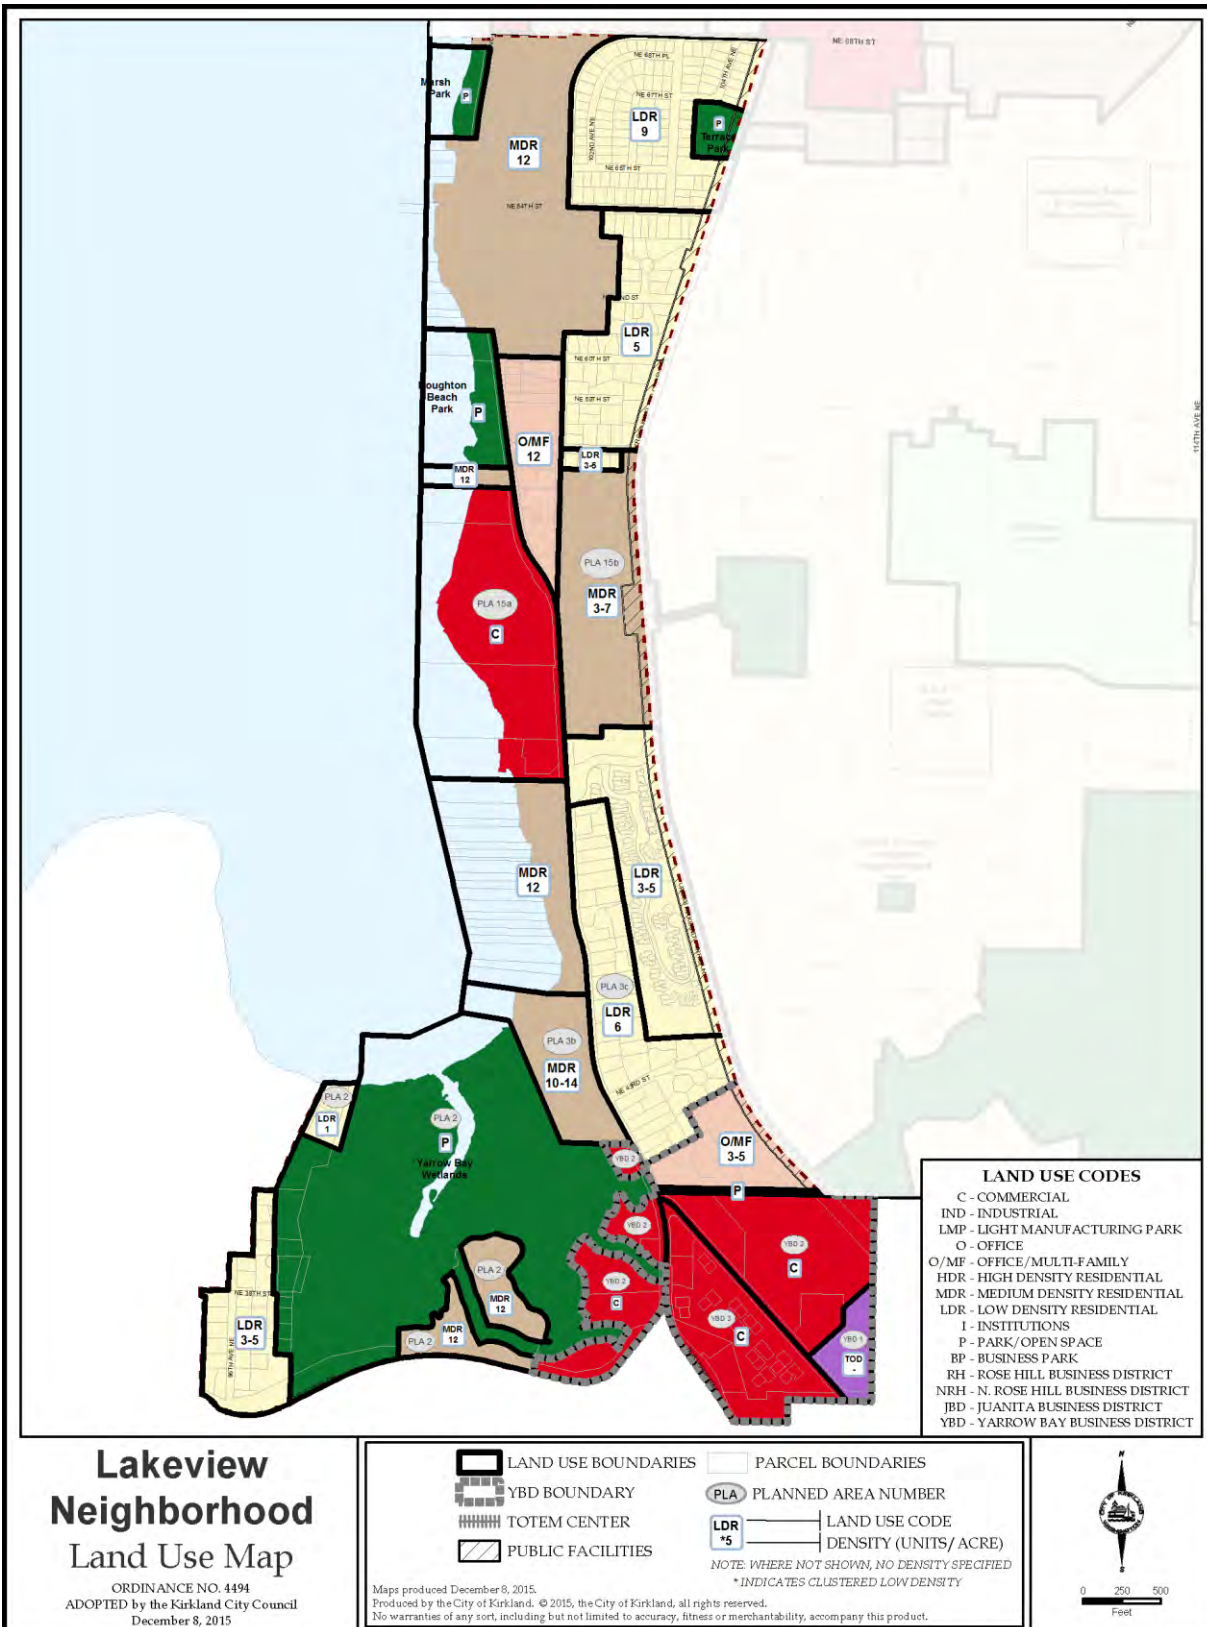 NE 68TH ST
NE 68TH PL
104TH AVE NE
Marsh
Park
P
NE 67TH ST
LDR
9
P
Terrace
Park
102ND AVE NE
MDR
12
NE 65TH ST
NE 64TH ST
LDR
5
NE 60TH ST
Houghton
Beach
Park
P
NE 59TH ST
114TH AVE NE
O/MF
12
LDR
3-5
MDR
12
PLA 15b
MDR
3-7
PLA 15a
C
MDR
12
LDR
3-5
PLA 3c
LDR
6
PLA 3b
MDR
10-14
NE 43RD ST
PLA 2
LDR
1
PLA 2
P
Yarrow Bay
Wetlands
YBD 2
O/MF
3-5
P
YBD 2
YBD 2
C
PLA 2
MDR
12
YBD 2
C
NE 38TH ST
LDR
3-5
96TH AVE NE
PLA 2
MDR
12
YBD 3
C
YBD 1
TOD
-
LAND USE CODES
C - COMMERCIAL
IND - INDUSTRIAL
LMP - LIGHT MANUFACTURING PARK
O - OFFICE
O/MF - OFFICE/MULTI-FAMILY
HDR - HIGH DENSITY RESIDENTIAL
MDR - MEDIUM DENSITY RESIDENTIAL
LDR - LOW DENSITY RESIDENTIAL
I - INSTITUTIONS
P - PARK/OPEN SPACE
BP - BUSINESS PARK
RH - ROSE HILL BUSINESS DISTRICT
NRH - N. ROSE HILL BUSINESS DISTRICT
JBD - JUANITA BUSINESS DISTRICT
YBD - YARROW BAY BUSINESS DISTRICT
Lakeview
Neighborhood
Land Use Map
ORDINANCE NO. 4494
ADOPTED by the Kirkland City Council
December 8, 2015
LAND USE BOUNDARIES
YBD BOUNDARY
TOTEM CENTER
PUBLIC FACILITIES
PARCEL BOUNDARIES
PLA PLANNED AREA NUMBER
LDR
*5
LAND USE CODE
DENSITY (UNITS/ACRE)
NOTE: WHERE NOT SHOWN, NO DENSITY SPECIFIED
* INDICATES CLUSTERED LOW DENSITY
Maps produced December 8, 2015.
Produced by the City of Kirkland. © 2015, the City of Kirkland, all rights reserved.
No warranties of any sort, including but not limited to accuracy, fitness or merchantability, accompany this product.
N
S
CITY OF KIRKLAND
WASHINGTON
0 250 500
Feet